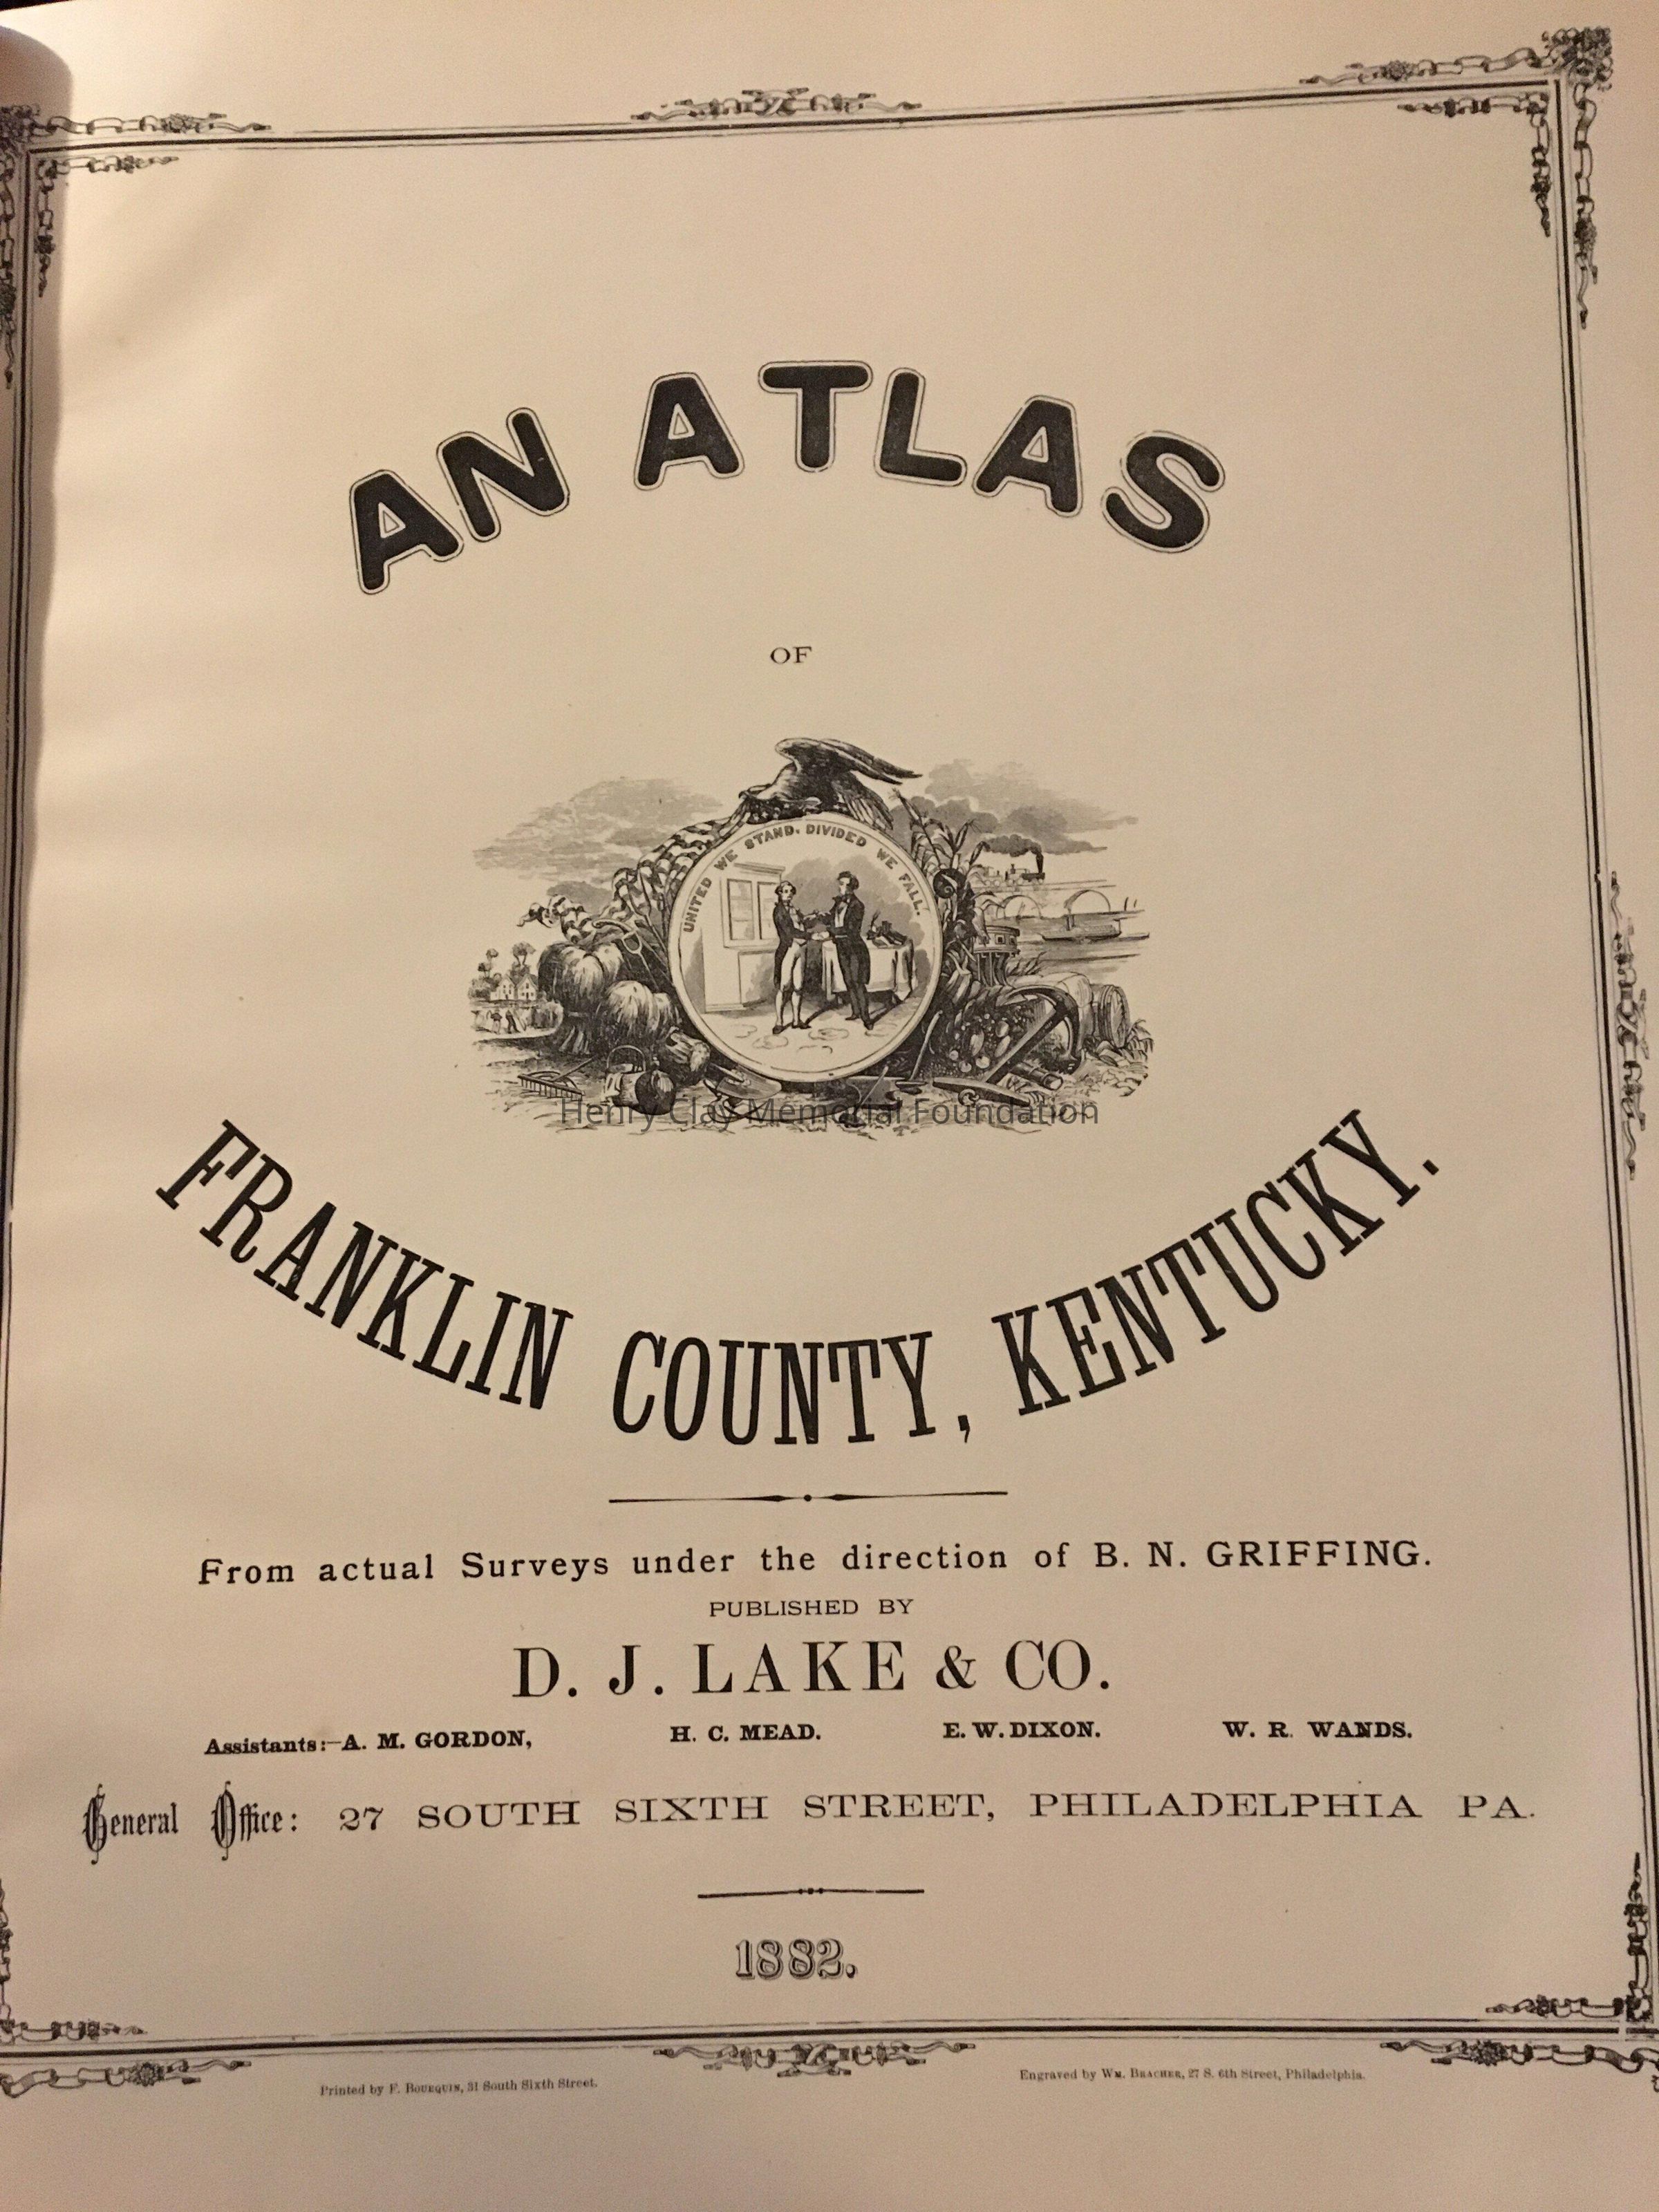 AN ATLAS
OF
UNITED WE STAND, DIVIDED WE FALL.
Henry Clay Memorial Foundation
FRANKLIN COUNTY, KENTUCKY.
From actual Surveys under the direction of B. N. GRIFFING.
PUBLISHED BY
D. J. LAKE & CO.
Assistants:—A. M. GORDON, H. C. MEAD. E. W. DIXON. W. R. WANDS.
General Office: 27 SOUTH SIXTH STREET, PHILADELPHIA PA.
1882.
Printed by F. BOURQUIN, 31 South Sixth Street.
Engraved by WM. BRACHER, 27 S. 6th Street, Philadelphia.